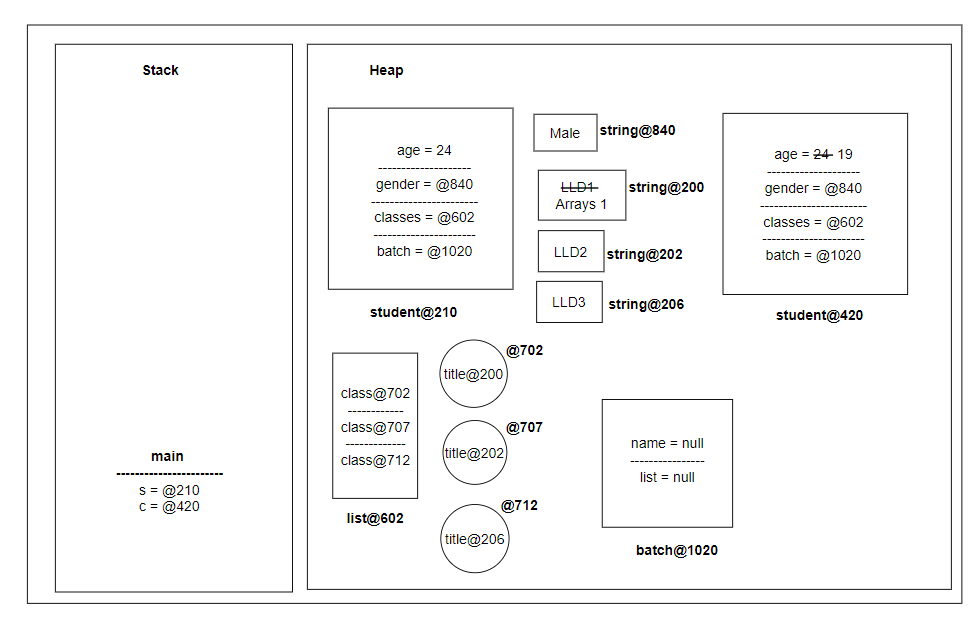 Stack
main
-----------------------
s = @210
c = @420
Heap
age = 24
--------------------
gender = @840
-----------------------
classes = @602
----------------------
batch = @1020
student@210
Male
string@840
LLD1
Arrays 1
string@200
LLD2
string@202
LLD3
string@206
age = 24 19
--------------------
gender = @840
-----------------------
classes = @602
----------------------
batch = @1020
student@420
class@702
------------
class@707
-------------
class@712
list@602
@702
title@200
@707
title@202
@712
title@206
name = null
----------------
list = null
batch@1020